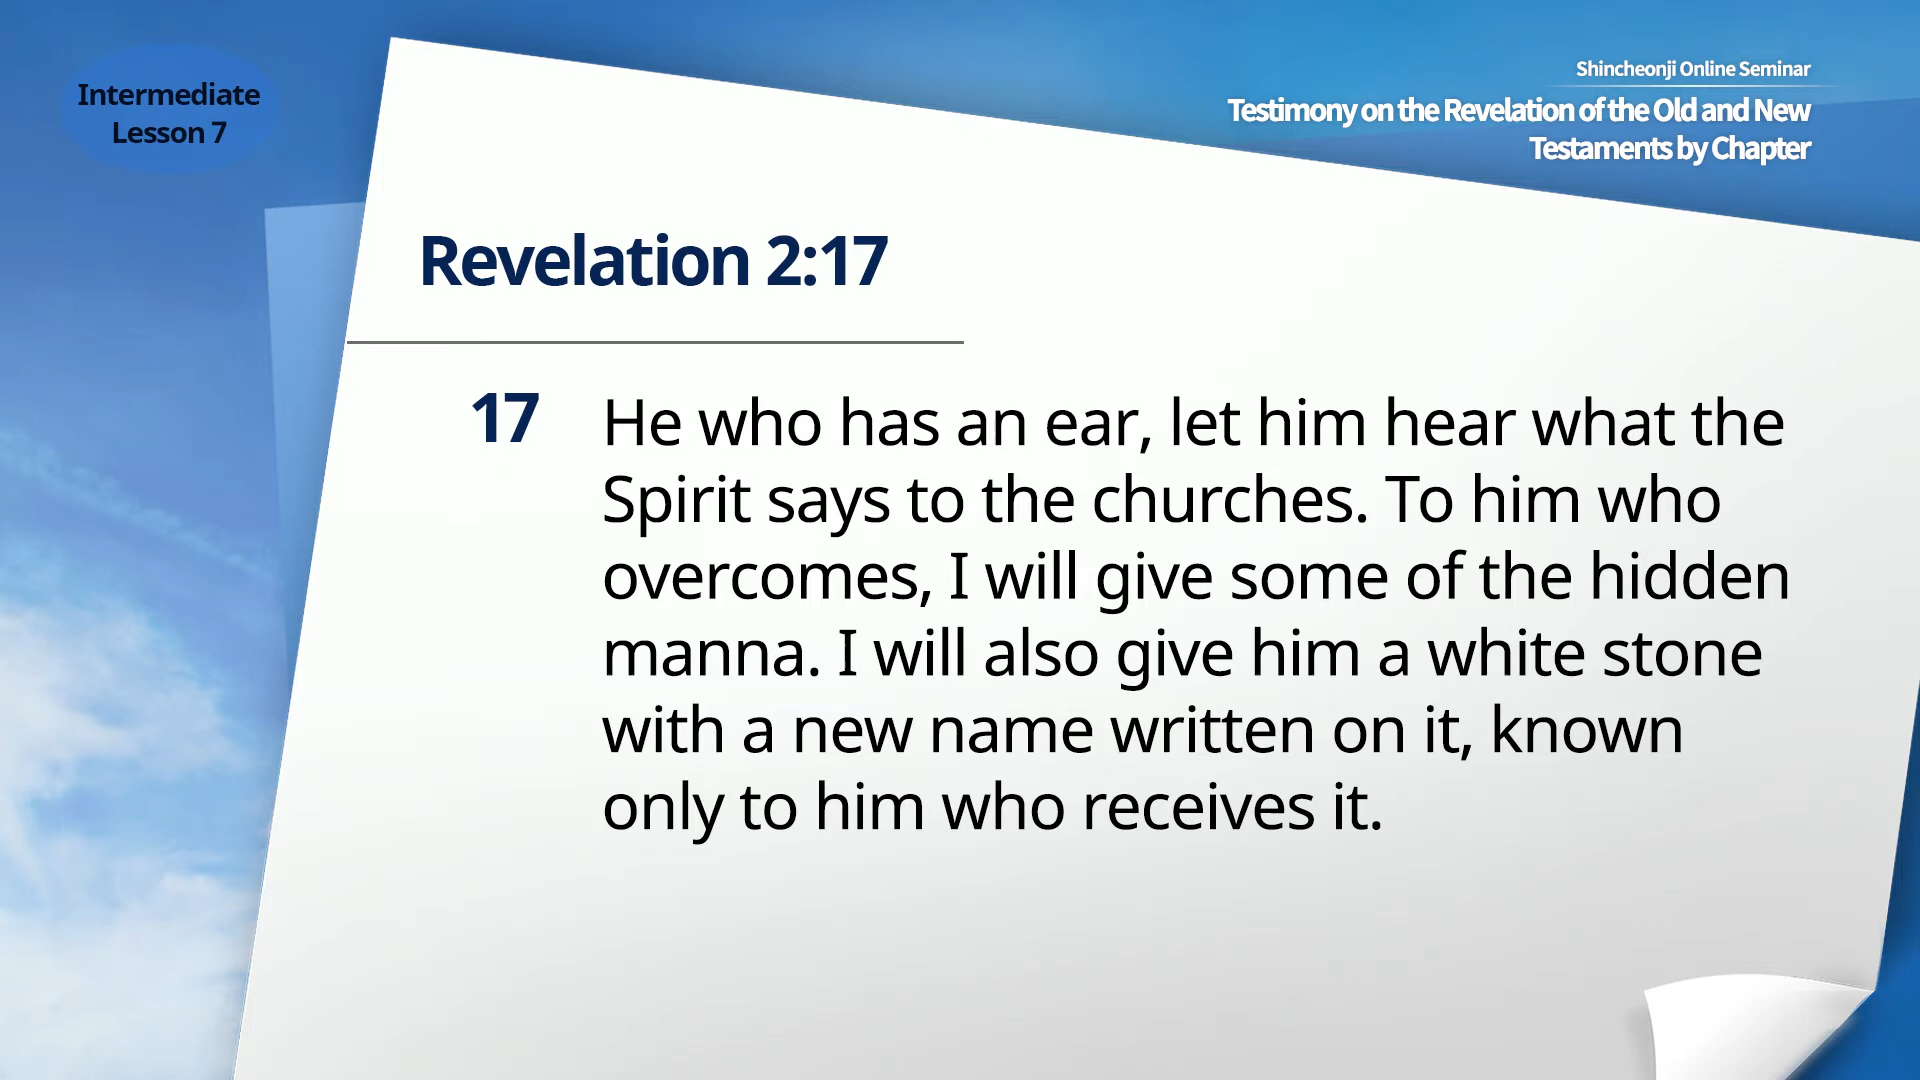 Intermediate
Lesson 7
Shincheonji Online Seminar
Testimony on the Revelation of the Old and New
Testaments by Chapter
Revelation 2:17
17 He who has an ear, let him hear what the
Spirit says to the churches. To him who
overcomes, I will give some of the hidden
manna. I will also give him a white stone
with a new name written on it, known
only to him who receives it.